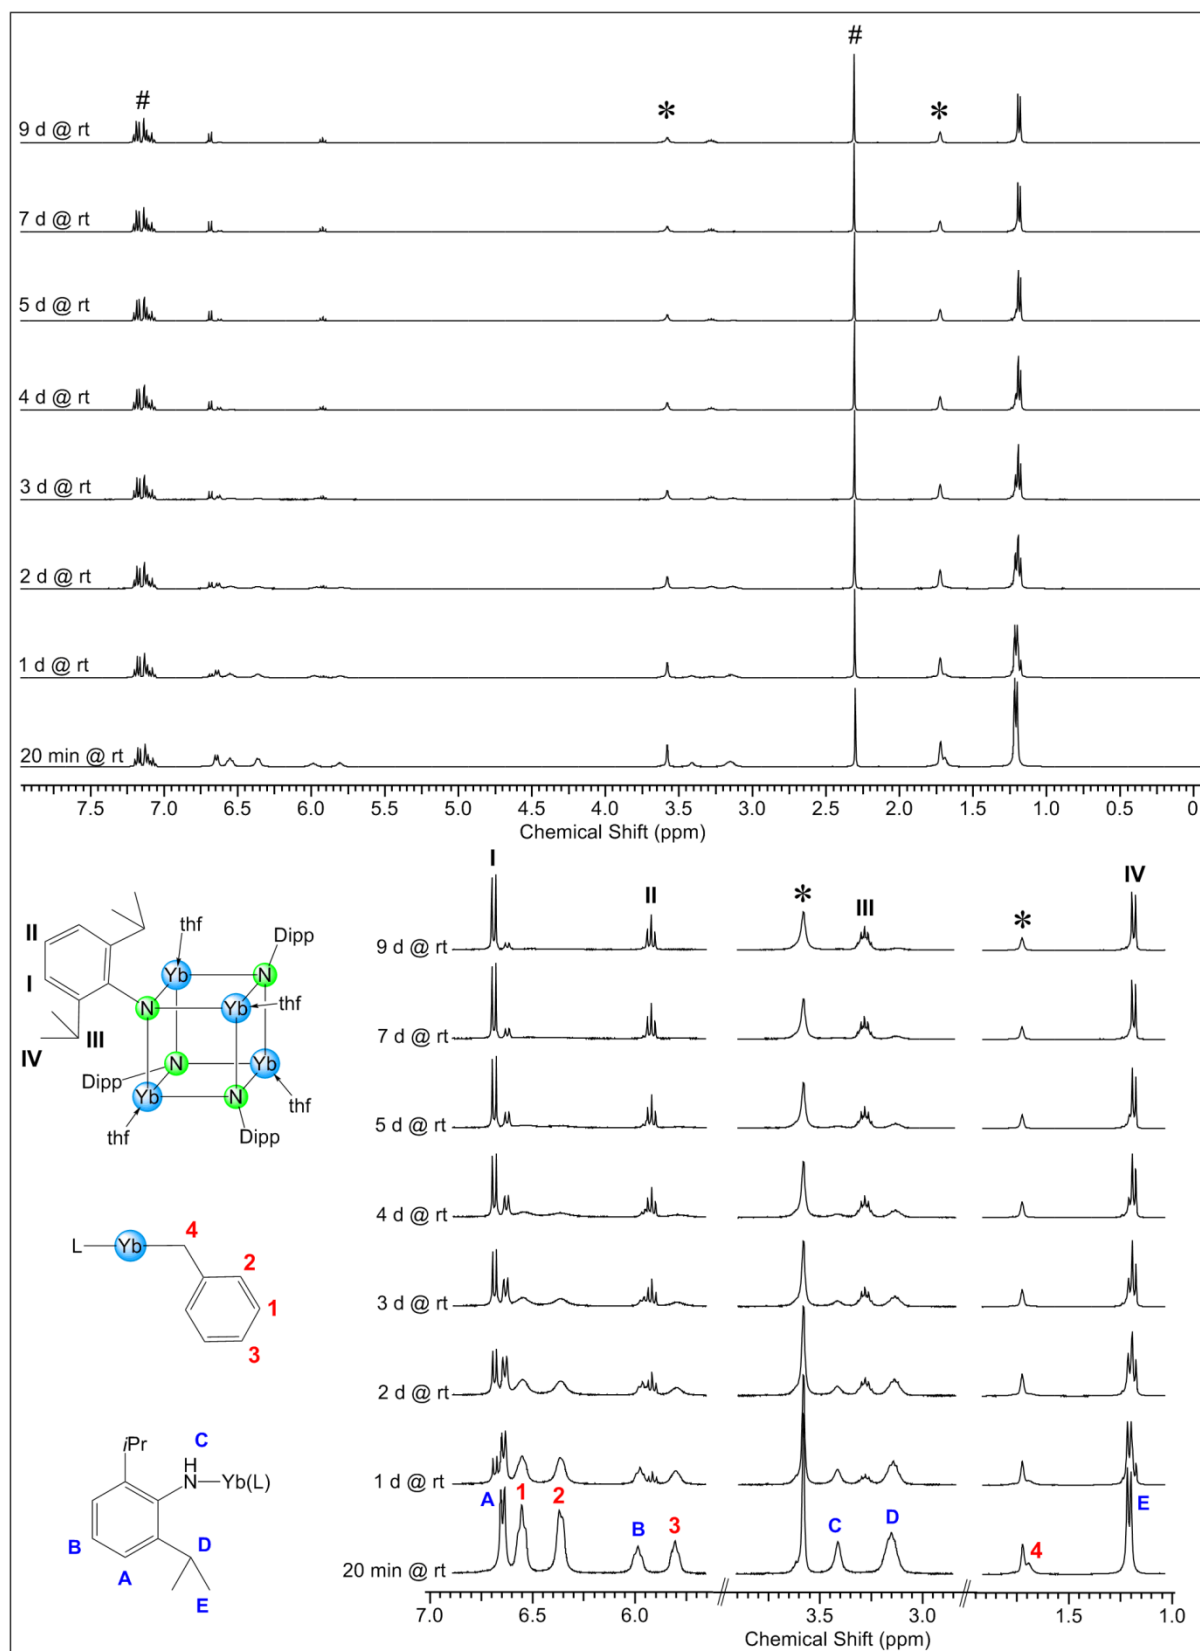 # #
* *
9 d @ rt
7 d @ rt
5 d @ rt
4 d @ rt
3 d @ rt
2 d @ rt
1 d @ rt
20 min @ rt
7.5 7.0 6.5 6.0 5.5 5.0 4.5 4.0 3.5 3.0 2.5 2.0 1.5 1.0 0.5 0
Chemical Shift (ppm)
II
I
III
IV
thf
Dipp
Yb N
N Yb thf
Dipp N Yb
Yb N thf
thf Dipp
L Yb 4
2
1
3
iPr C
H
N Yb(L)
B D
A
E
I II * III * IV
9 d @ rt
7 d @ rt
5 d @ rt
4 d @ rt
3 d @ rt
2 d @ rt
1 d @ rt
A 1 2 B 3 C D 4 E
20 min @ rt
7.0 6.5 6.0 // 3.5 3.0 // 1.5 1.0
Chemical Shift (ppm)